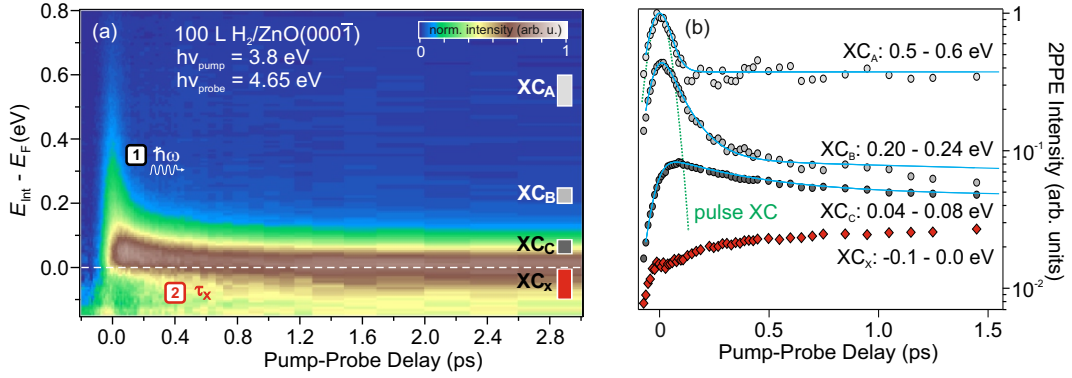 (a)
100 L H2/ZnO(0001̅)
hνpump = 3.8 eV
hνprobe = 4.65 eV
norm. intensity (arb. u.)
0 1
XCA
1 ħω
XCB
XCC
XCX
2 τX
0.8
0.6
0.4
0.2
0.0
EInt - EF (eV)
0.0 0.4 0.8 1.2 1.6 2.0 2.4 2.8
Pump-Probe Delay (ps)
(b)
XCA: 0.5 - 0.6 eV
XCB: 0.20 - 0.24 eV
pulse XC
XCC: 0.04 - 0.08 eV
XCX: -0.1 - 0.0 eV
1
10-1
10-2
2PPE Intensity (arb. units)
0 0.5 1.0 1.5
Pump-Probe Delay (ps)